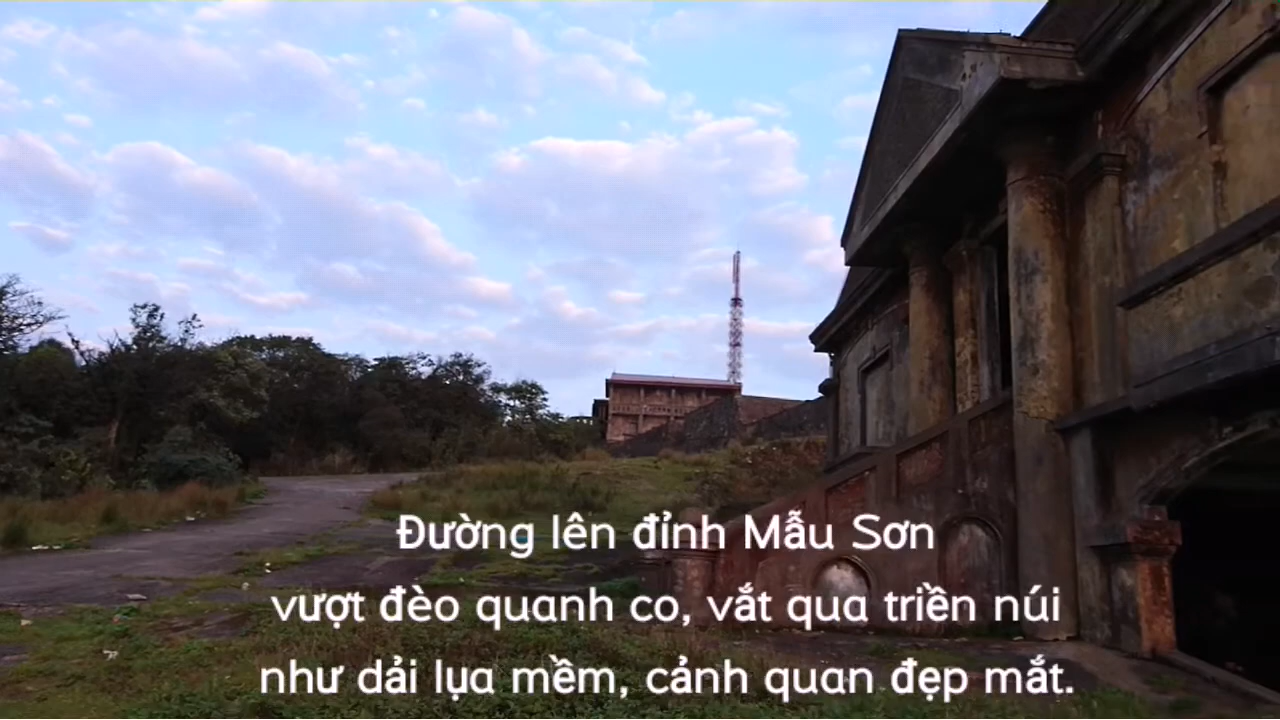 Đường lên đỉnh Mẫu Sơn
vượt đèo quanh co, vắt qua triền núi
như dải lụa mềm, cảnh quan đẹp mắt.